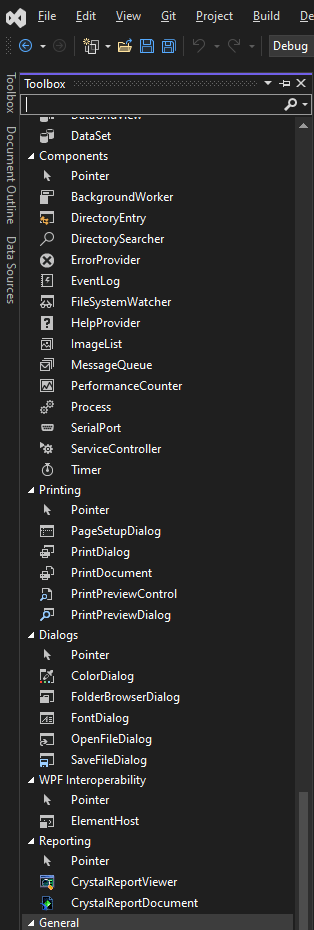 File Edit View Git Project Build De
Debug
Toolbox
Toolbox
Document Outline
Data Sources
DataGridView
DataSet
Components
Pointer
BackgroundWorker
DirectoryEntry
DirectorySearcher
ErrorProvider
EventLog
FileSystemWatcher
HelpProvider
ImageList
MessageQueue
PerformanceCounter
Process
SerialPort
ServiceController
Timer
Printing
Pointer
PageSetupDialog
PrintDialog
PrintDocument
PrintPreviewControl
PrintPreviewDialog
Dialogs
Pointer
ColorDialog
FolderBrowserDialog
FontDialog
OpenFileDialog
SaveFileDialog
WPF Interoperability
Pointer
ElementHost
Reporting
Pointer
CrystalReportViewer
CrystalReportDocument
General